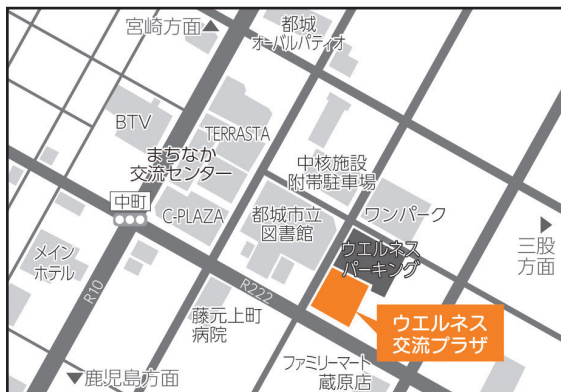 宮崎方面▲
都城
オーバルパティオ
BTV
TERRASTA
まちなか
交流センター
中核施設
附帯駐車場
中町
C-PLAZA
都城市立
図書館
ワンパーク
ウエルネス
パーキング
▶
三股
方面
メイン
ホテル
R10
R222
藤元上町
病院
ウエルネス
交流プラザ
ファミリーマート
蔵原店
▼鹿児島方面